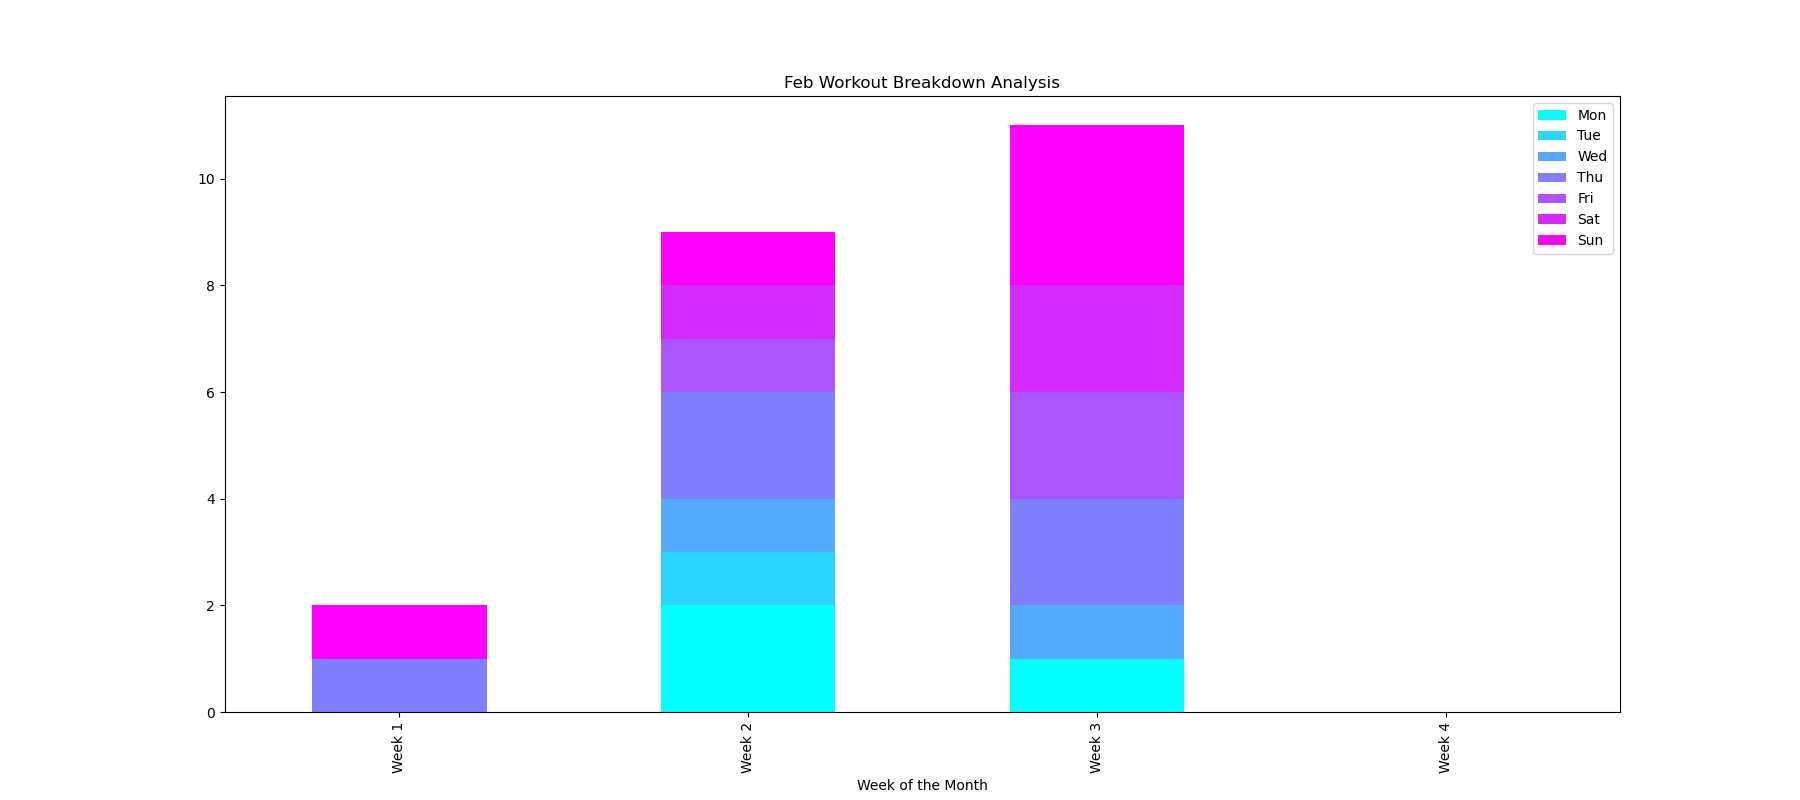 Feb Workout Breakdown Analysis
Mon
Tue
Wed
Thu
Fri
Sat
Sun
10
8
6
4
2
0
Week 1
Week 2
Week 3
Week 4
Week of the Month